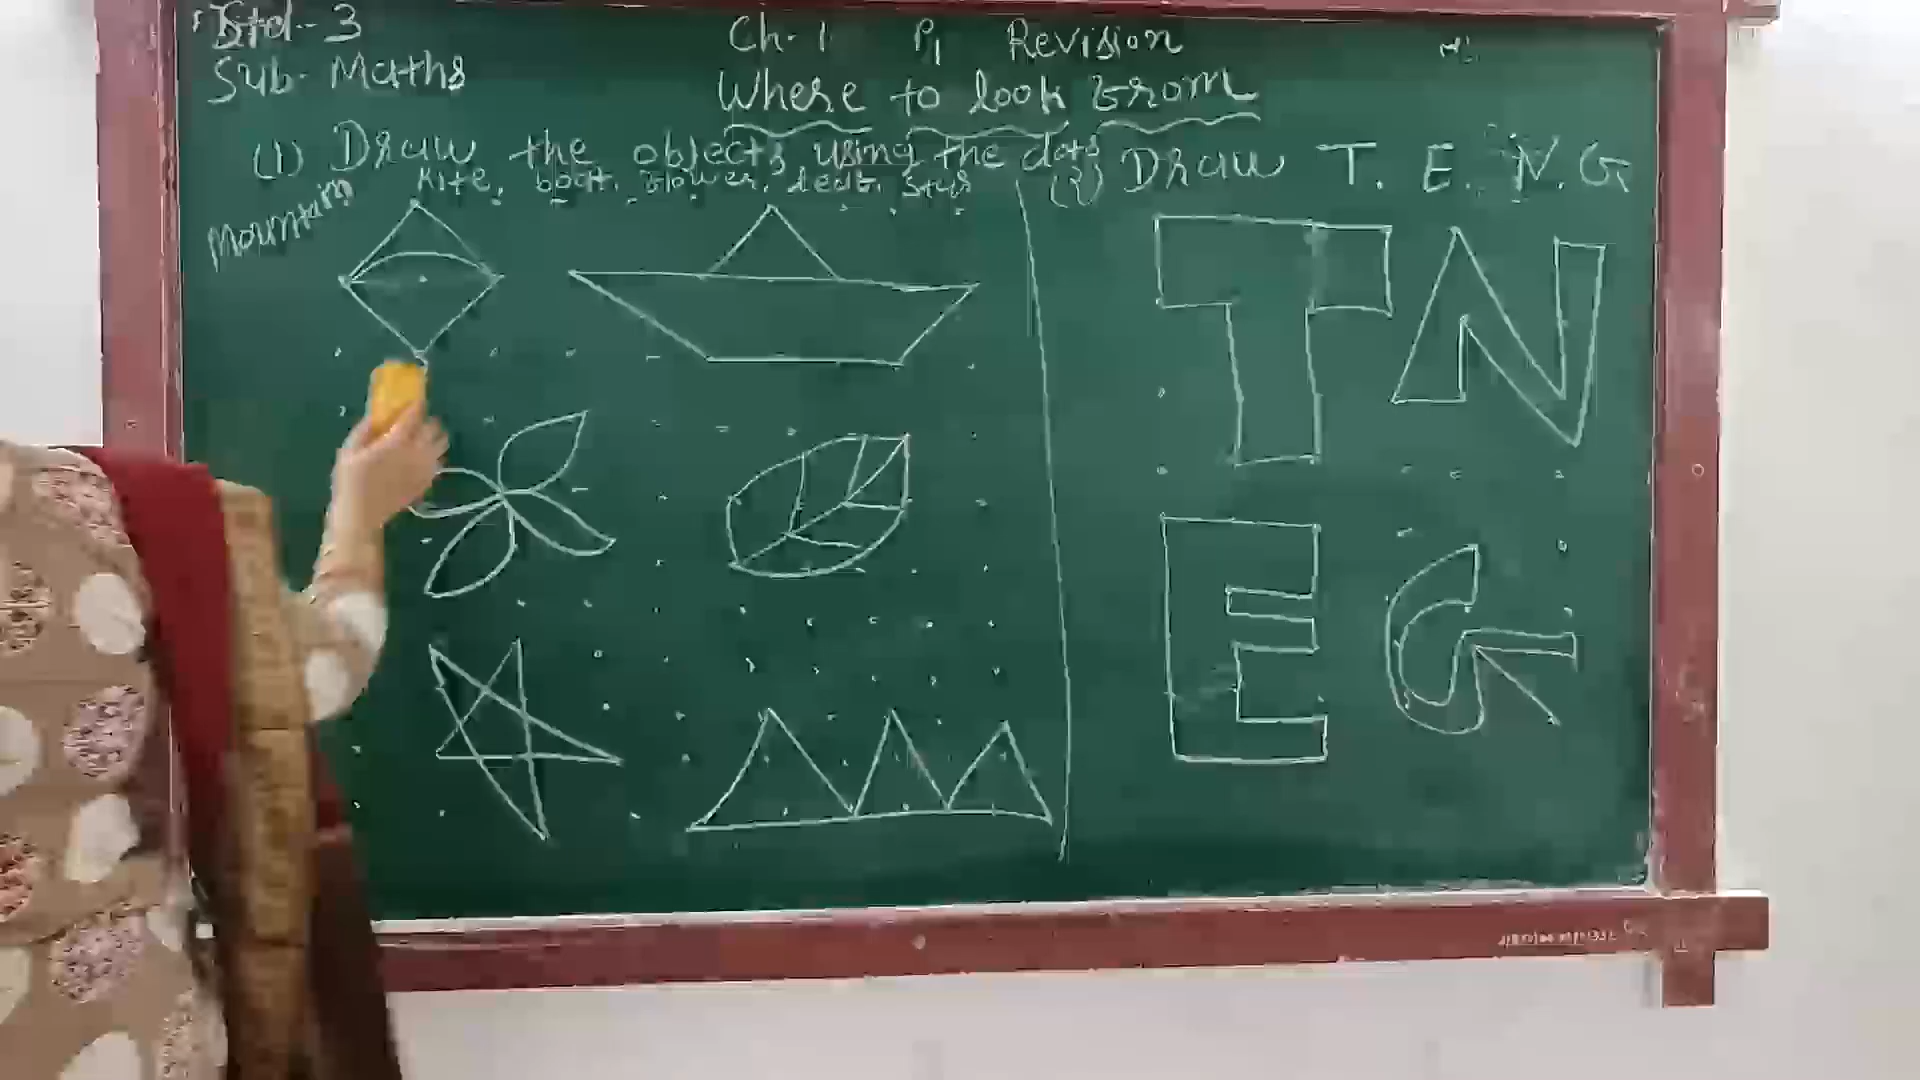 Std-3
Sub- Maths
Ch-1 P1 Revision
Where to look From
(1) Draw the objects using the dots
Kite, boat, flower, leaf, star
Mountain
(2) Draw T. E. N. G
T N
E G